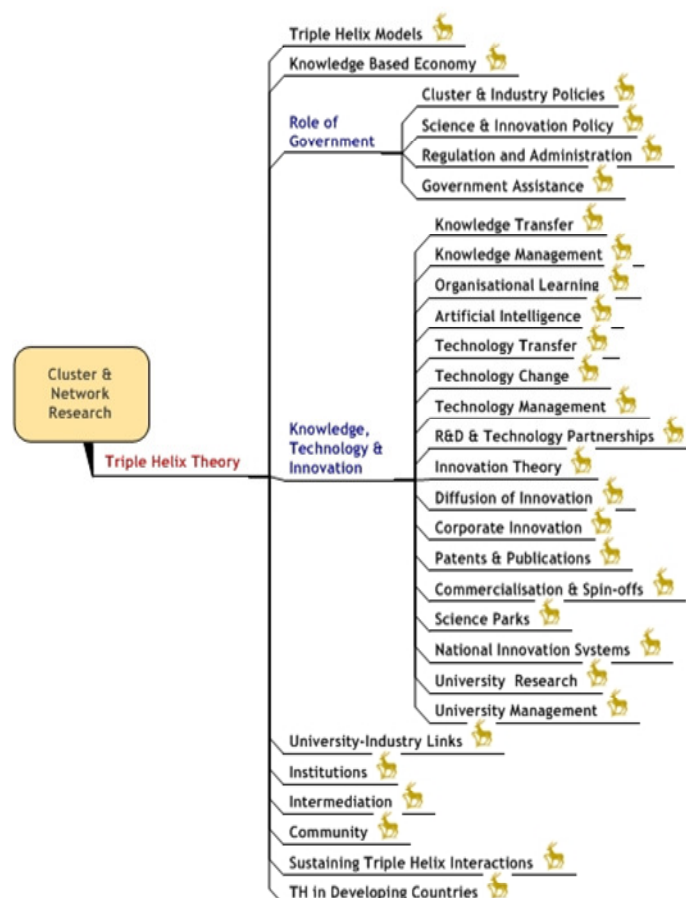 Triple Helix Models
Knowledge Based Economy
Role of
Government
Cluster & Industry Policies
Science & Innovation Policy
Regulation and Administration
Government Assistance
Cluster &
Network
Research
Triple Helix Theory
Knowledge,
Technology &
Innovation
Knowledge Transfer
Knowledge Management
Organisational Learning
Artificial Intelligence
Technology Transfer
Technology Change
Technology Management
R&D & Technology Partnerships
Innovation Theory
Diffusion of Innovation
Corporate Innovation
Patents & Publications
Commercialisation & Spin-offs
Science Parks
National Innovation Systems
University Research
University Management
University-Industry Links
Institutions
Intermediation
Community
Sustaining Triple Helix Interactions
TH in Developing Countries